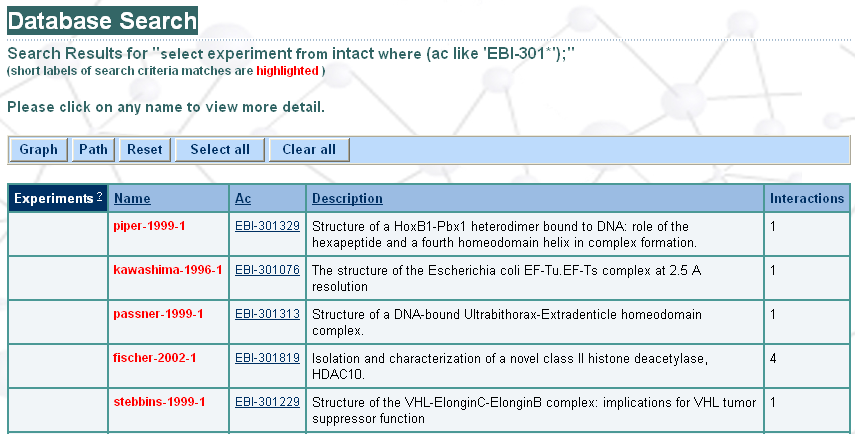 Database Search
Search Results for "select experiment from intact where (ac like 'EBI-301*');"
(short labels of search criteria matches are highlighted )
Please click on any name to view more detail.
Graph Path Reset Select all Clear all
Experiments ? Name Ac Description Interactions
piper-1999-1 EBI-301329 Structure of a HoxB1-Pbx1 heterodimer bound to DNA: role of the 1
hexapeptide and a fourth homeodomain helix in complex formation.
kawashima-1996-1 EBI-301076 The structure of the Escherichia coli EF-Tu.EF-Ts complex at 2.5 A 1
resolution
passner-1999-1 EBI-301313 Structure of a DNA-bound Ultrabithorax-Extradenticle homeodomain 1
complex.
fischer-2002-1 EBI-301819 Isolation and characterization of a novel class II histone deacetylase, 4
HDAC10.
stebbins-1999-1 EBI-301229 Structure of the VHL-ElonginC-ElonginB complex: implications for VHL tumor 1
suppressor function